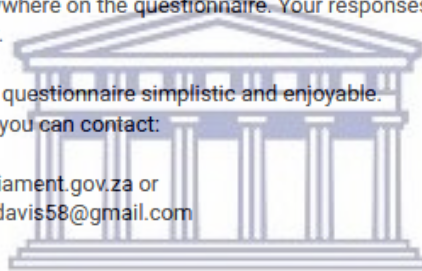 ywhere on the questionnaire. Your responses
questionnaire simplistic and enjoyable.
you can contact:
iament.gov.za or
davis58@gmail.com